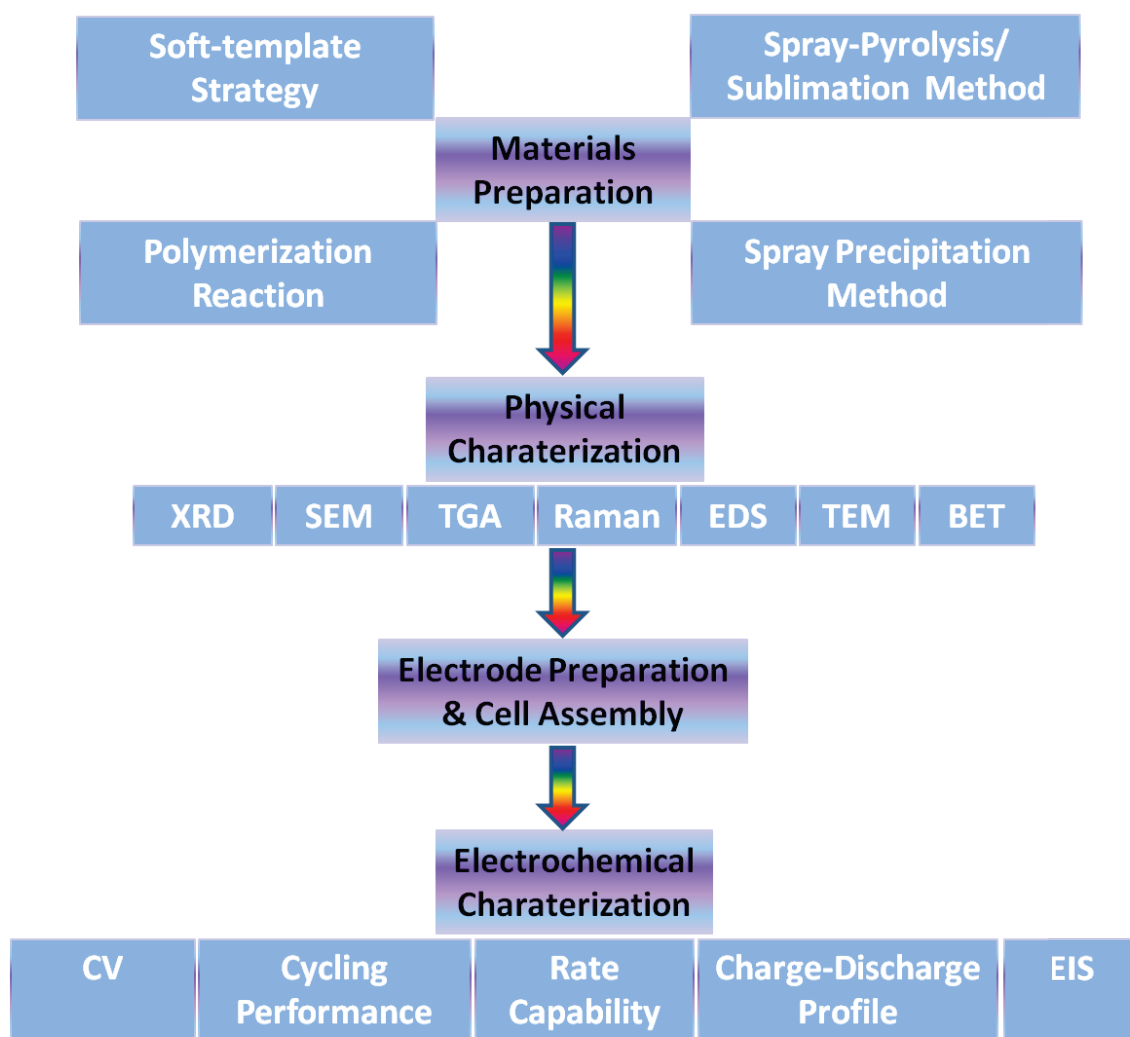 Soft-template
Strategy
Spray-Pyrolysis/
Sublimation Method
Materials
Preparation
Polymerization
Reaction
Spray Precipitation
Method
Physical
Charaterization
XRD
SEM
TGA
Raman
EDS
TEM
BET
Electrode Preparation
& Cell Assembly
Electrochemical
Charaterization
CV
Cycling
Performance
Rate
Capability
Charge-Discharge
Profile
EIS